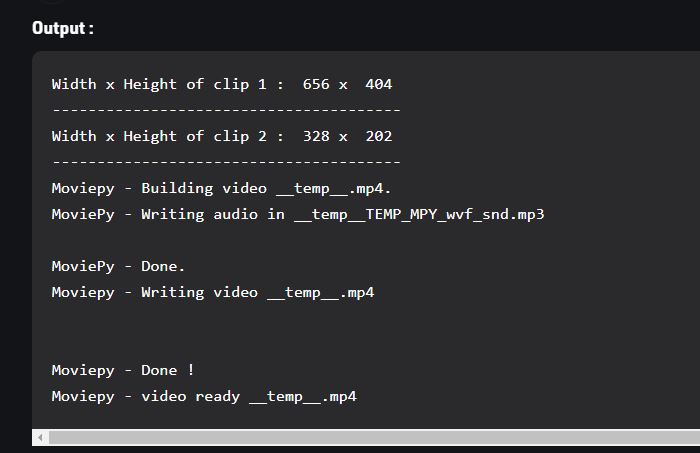 Output :
Width x Height of clip 1 :  656 x  404
---------------------------------------
Width x Height of clip 2 :  328 x  202
---------------------------------------
Moviepy - Building video __temp__.mp4.
MoviePy - Writing audio in __temp__TEMP_MPY_wvf_snd.mp3
MoviePy - Done.
Moviepy - Writing video __temp__.mp4
Moviepy - Done !
Moviepy - video ready __temp__.mp4